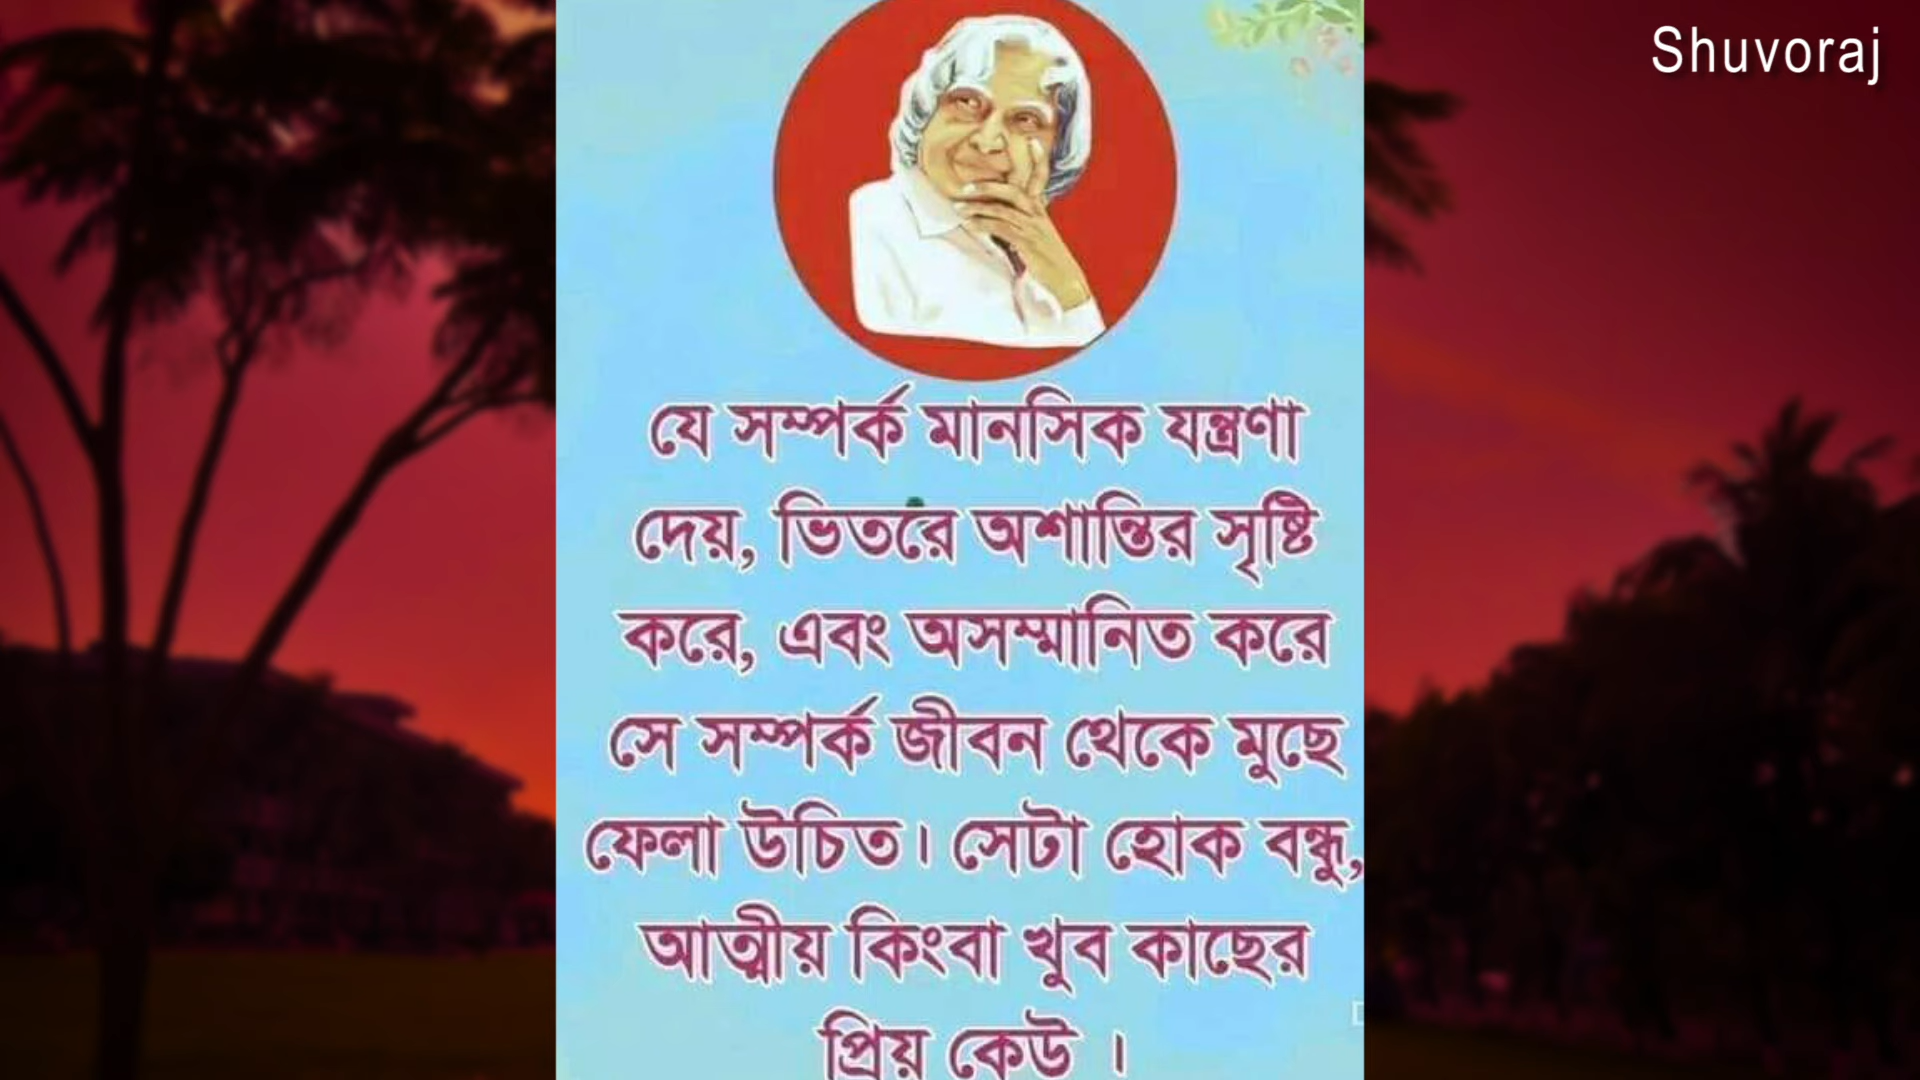 Shuvoraj
যে সম্পর্ক মানসিক যন্ত্রণা
দেয়, ভিতরে অশান্তির সৃষ্টি
করে, এবং অসম্মানিত করে
সে সম্পর্ক জীবন থেকে মুছে
ফেলা উচিত। সেটা হোক বন্ধু,
আত্মীয় কিংবা খুব কাছের
প্রিয় কেউ ।